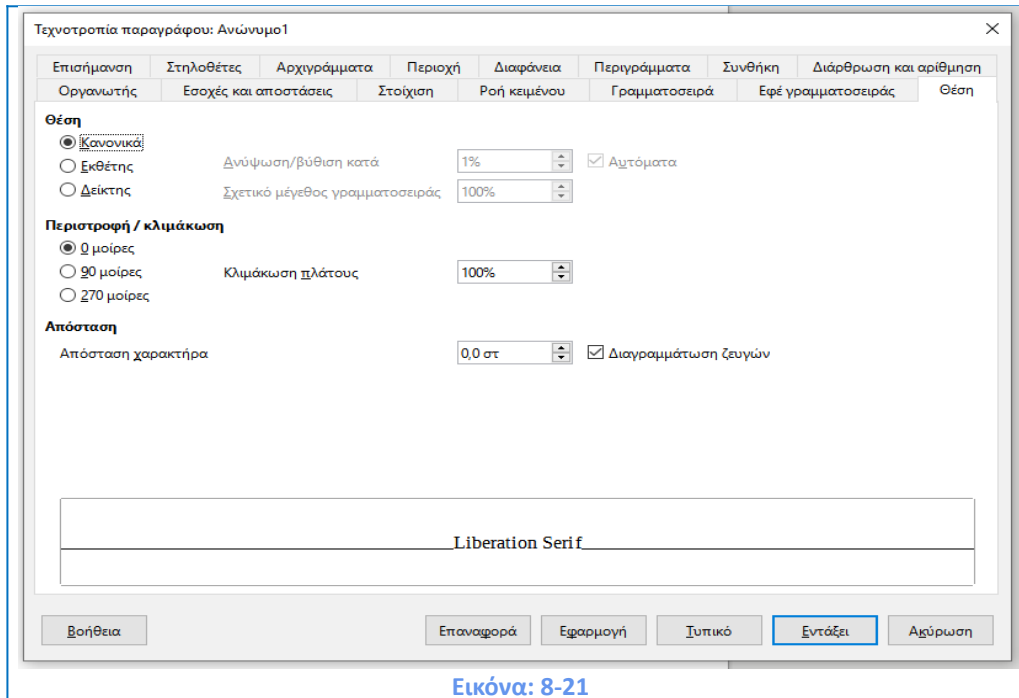 Τεχνοτροπία παραγράφου: Ανώνυμο1
Επισήμανση Στηλοθέτες Αρχιγράμματα Περιοχή Διαφάνεια Περιγράμματα Συνθήκη Διάρθρωση και αρίθμηση
Οργανωτής Εσοχές και αποστάσεις Στοίχιση Ροή κειμένου Γραμματοσειρά Εφέ γραμματοσειράς Θέση
Θέση
Κανονικά
Εκθέτης Ανύψωση/βύθιση κατά 1% Αυτόματα
Δείκτης Σχετικό μέγεθος γραμματοσειράς 100%
Περιστροφή / κλιμάκωση
0 μοίρες
90 μοίρες Κλιμάκωση πλάτους 100%
270 μοίρες
Απόσταση
Απόσταση χαρακτήρα 0,0 στ Διαγραμμάτωση ζευγών
Liberation Serif
Βοήθεια Επαναφορά Εφαρμογή Τυπικό Εντάξει Ακύρωση
Εικόνα: 8-21